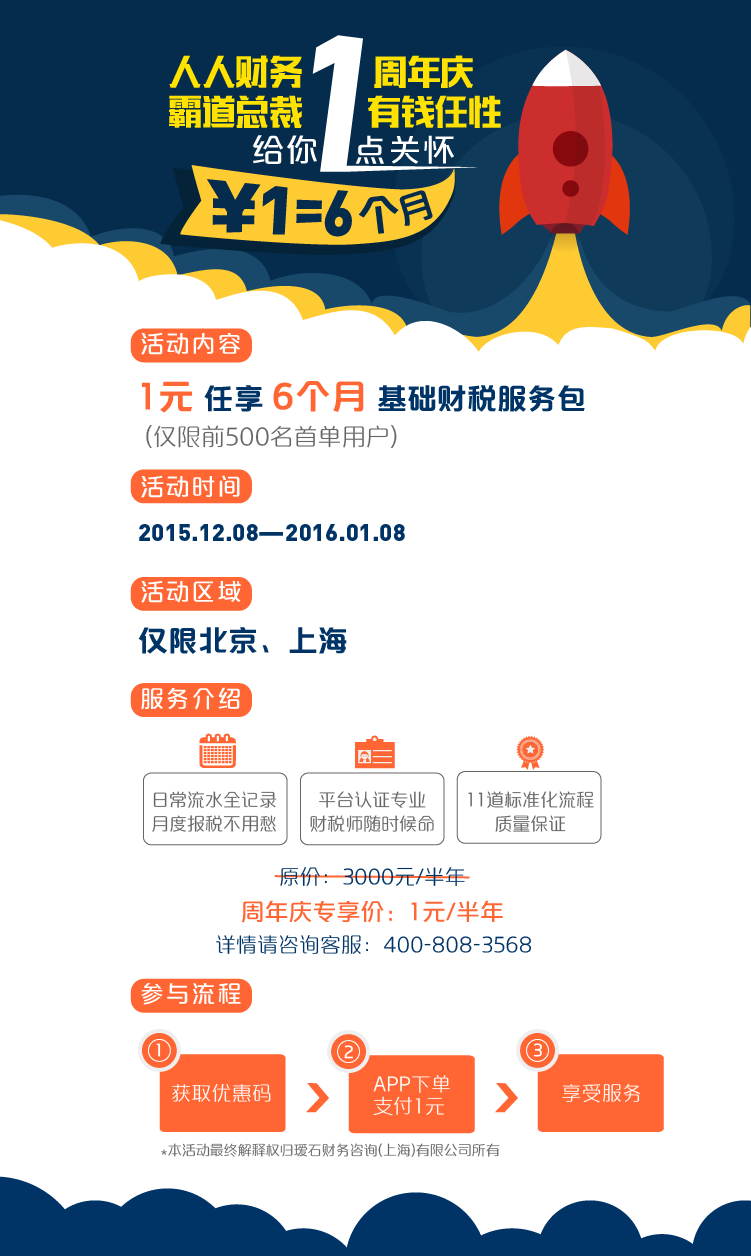 人人财务1周年庆
霸道总裁 有钱任性
给你1点关怀
¥1=6个月
活动内容
1元 任享 6个月 基础财税服务包
（仅限前500名首单用户）
活动时间
2015.12.08—2016.01.08
活动区域
仅限北京、上海
服务介绍
日常流水全记录
月度报税不用愁
平台认证专业
财税师随时候命
11道标准化流程
质量保证
原价：3000元/半年
周年庆专享价：1元/半年
详情请咨询客服：400-808-3568
参与流程
①
获取优惠码
②
APP下单
支付1元
③
享受服务
*本活动最终解释权归瑷石财务咨询(上海)有限公司所有